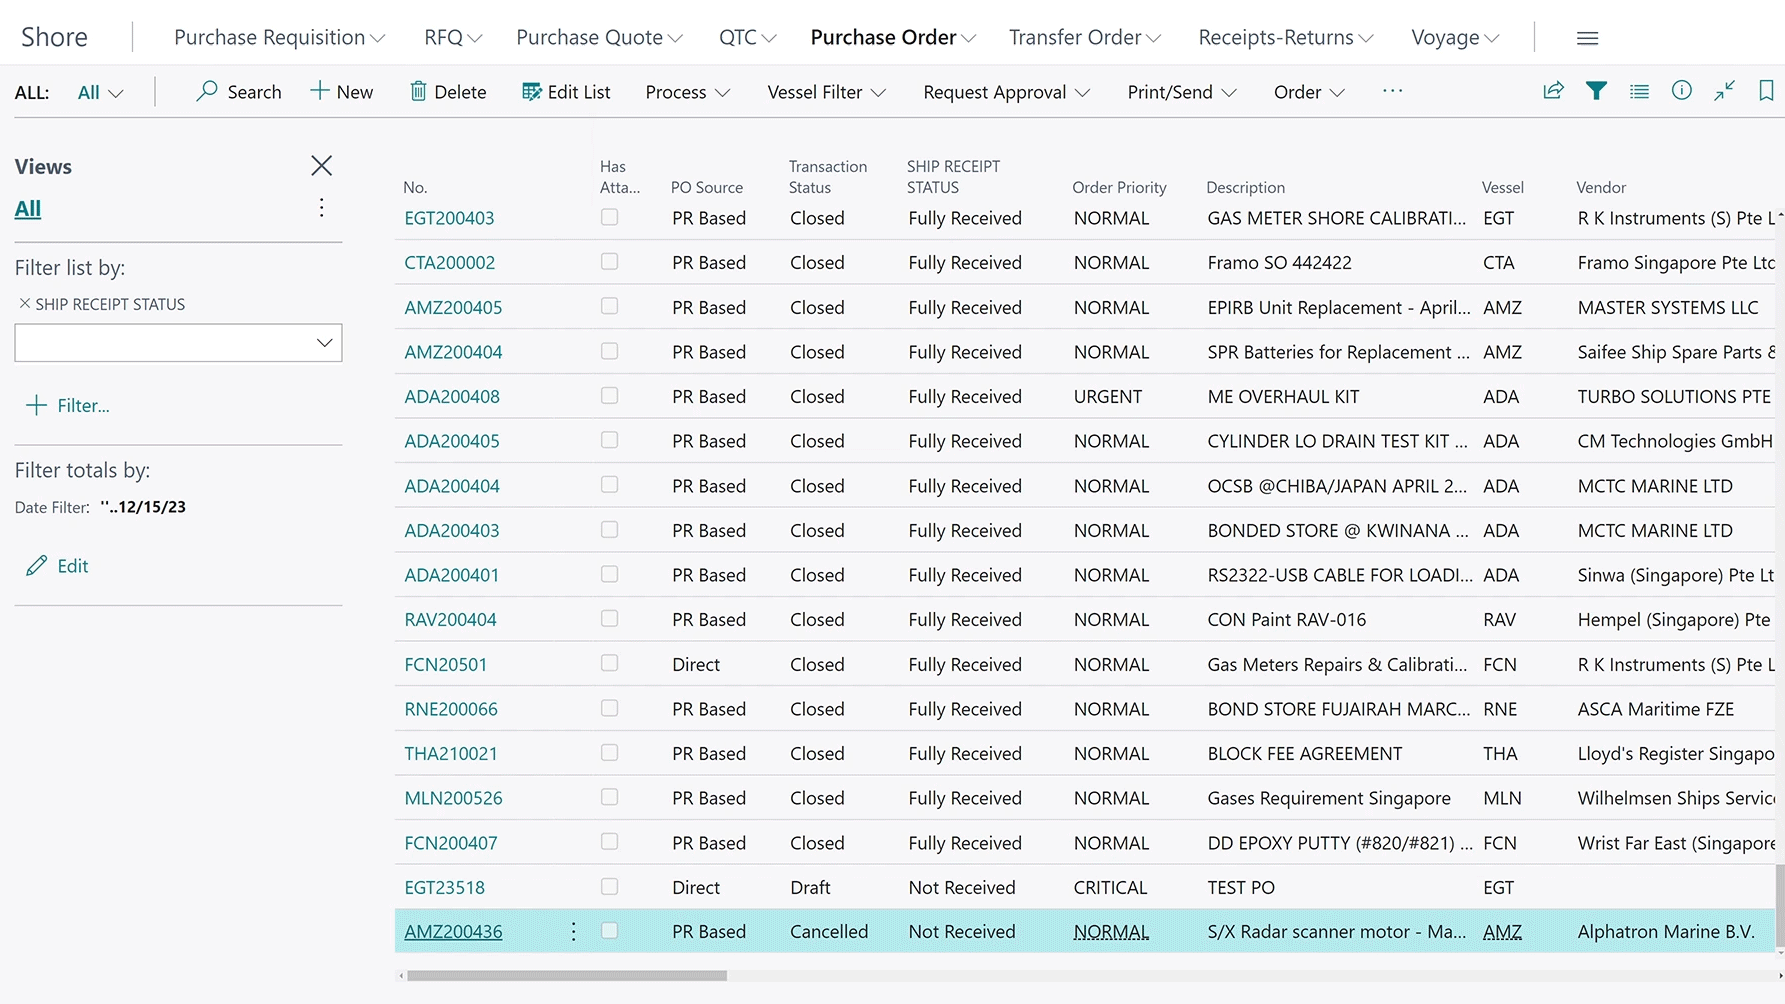 Shore Purchase Requisition RFQ Purchase Quote QTC Purchase Order Transfer Order Receipts-Returns Voyage
ALL: All Search New Delete Edit List Process Vessel Filter Request Approval Print/Send Order ...
Views
All
Filter list by:
SHIP RECEIPT STATUS
Filter...
Filter totals by:
Date Filter: ''..12/15/23
Edit
No. Has Atta... PO Source Transaction Status SHIP RECEIPT STATUS Order Priority Description Vessel Vendor
EGT200403 PR Based Closed Fully Received NORMAL GAS METER SHORE CALIBRATI... EGT R K Instruments (S) Pte L
CTA200002 PR Based Closed Fully Received NORMAL Framo SO 442422 CTA Framo Singapore Pte Ltd
AMZ200405 PR Based Closed Fully Received NORMAL EPIRB Unit Replacement - April... AMZ MASTER SYSTEMS LLC
AMZ200404 PR Based Closed Fully Received NORMAL SPR Batteries for Replacement ... AMZ Saifee Ship Spare Parts &
ADA200408 PR Based Closed Fully Received URGENT ME OVERHAUL KIT ADA TURBO SOLUTIONS PTE
ADA200405 PR Based Closed Fully Received NORMAL CYLINDER LO DRAIN TEST KIT ... ADA CM Technologies GmbH
ADA200404 PR Based Closed Fully Received NORMAL OCSB @CHIBA/JAPAN APRIL 2... ADA MCTC MARINE LTD
ADA200403 PR Based Closed Fully Received NORMAL BONDED STORE @ KWINANA ... ADA MCTC MARINE LTD
ADA200401 PR Based Closed Fully Received NORMAL RS2322-USB CABLE FOR LOADI... ADA Sinwa (Singapore) Pte Lt
RAV200404 PR Based Closed Fully Received NORMAL CON Paint RAV-016 RAV Hempel (Singapore) Pte
FCN20501 Direct Closed Fully Received NORMAL Gas Meters Repairs & Calibrati... FCN R K Instruments (S) Pte L
RNE200066 PR Based Closed Fully Received NORMAL BOND STORE FUJAIRAH MARC... RNE ASCA Maritime FZE
THA210021 PR Based Closed Fully Received NORMAL BLOCK FEE AGREEMENT THA Lloyd's Register Singapo
MLN200526 PR Based Closed Fully Received NORMAL Gases Requirement Singapore MLN Wilhelmsen Ships Servic
FCN200407 PR Based Closed Fully Received NORMAL DD EPOXY PUTTY (#820/#821) ... FCN Wrist Far East (Singapore
EGT23518 Direct Draft Not Received CRITICAL TEST PO EGT
AMZ200436 PR Based Cancelled Not Received NORMAL S/X Radar scanner motor - Ma... AMZ Alphatron Marine B.V.